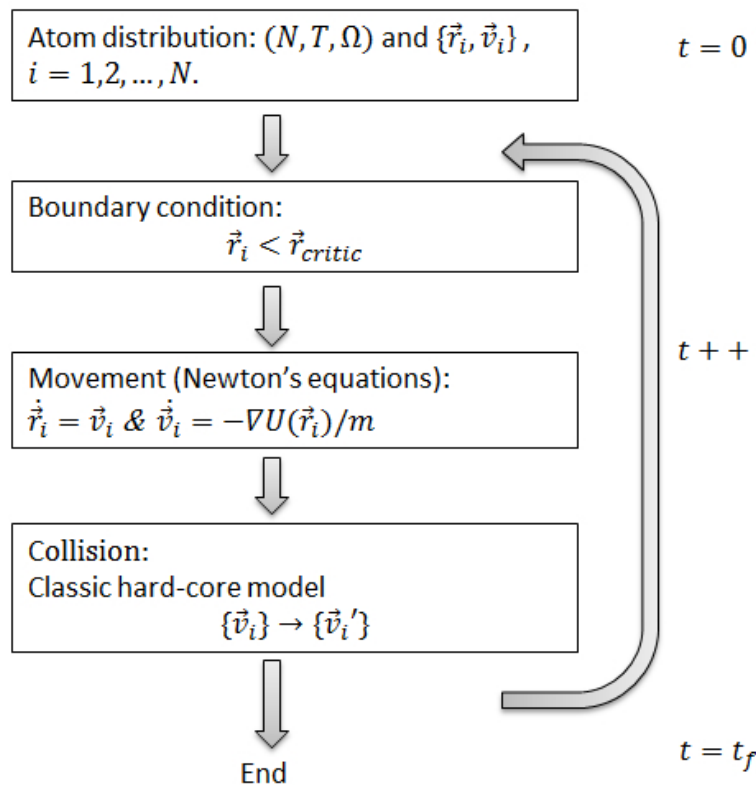 Atom distribution: (N, T, Ω) and {r⃗ᵢ, v⃗ᵢ} ,
i = 1,2, … , N.
t = 0
Boundary condition:
r⃗ᵢ < r⃗_critic
t + +
Movement (Newton’s equations):
r⃗̇ᵢ = v⃗ᵢ & v⃗̇ᵢ = −∇U(r⃗ᵢ)/m
Collision:
Classic hard-core model
{v⃗ᵢ} → {v⃗ᵢ′}
t = t_f
End